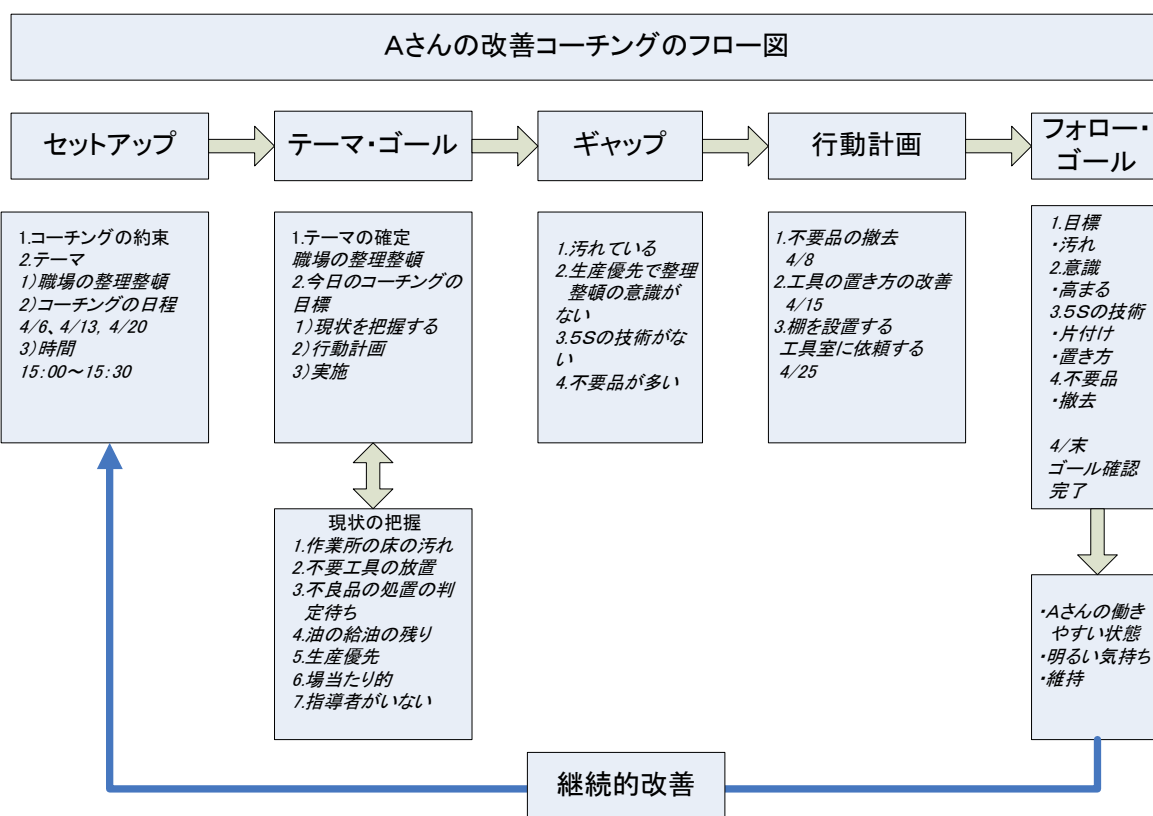 Aさんの改善コーチングのフロー図
セットアップ
テーマ・ゴール
ギャップ
行動計画
フォロー・
ゴール
1.コーチングの約束
2.テーマ
1)職場の整理整頓
2)コーチングの日程
4/6、4/13, 4/20
3)時間
15:00～15:30
1.テーマの確定
職場の整理整頓
2.今日のコーチングの
目標
1)現状を把握する
2)行動計画
3)実施
1.汚れている
2.生産優先で整理
整頓の意識が
ない
3.5Sの技術がな
い
4.不要品が多い
1.不要品の撤去
4/8
2.工具の置き方の改善
4/15
3.棚を設置する
工具室に依頼する
4/25
1.目標
・汚れ
2.意識
・高まる
3.5Sの技術
・片付け
・置き方
4.不要品
・撤去
4/末
ゴール確認
完了
現状の把握
1.作業所の床の汚れ
2.不要工具の放置
3.不良品の処置の判
定待ち
4.油の給油の残り
5.生産優先
6.場当たり的
7.指導者がいない
・Aさんの働き
やすい状態
・明るい気持ち
・維持
継続的改善